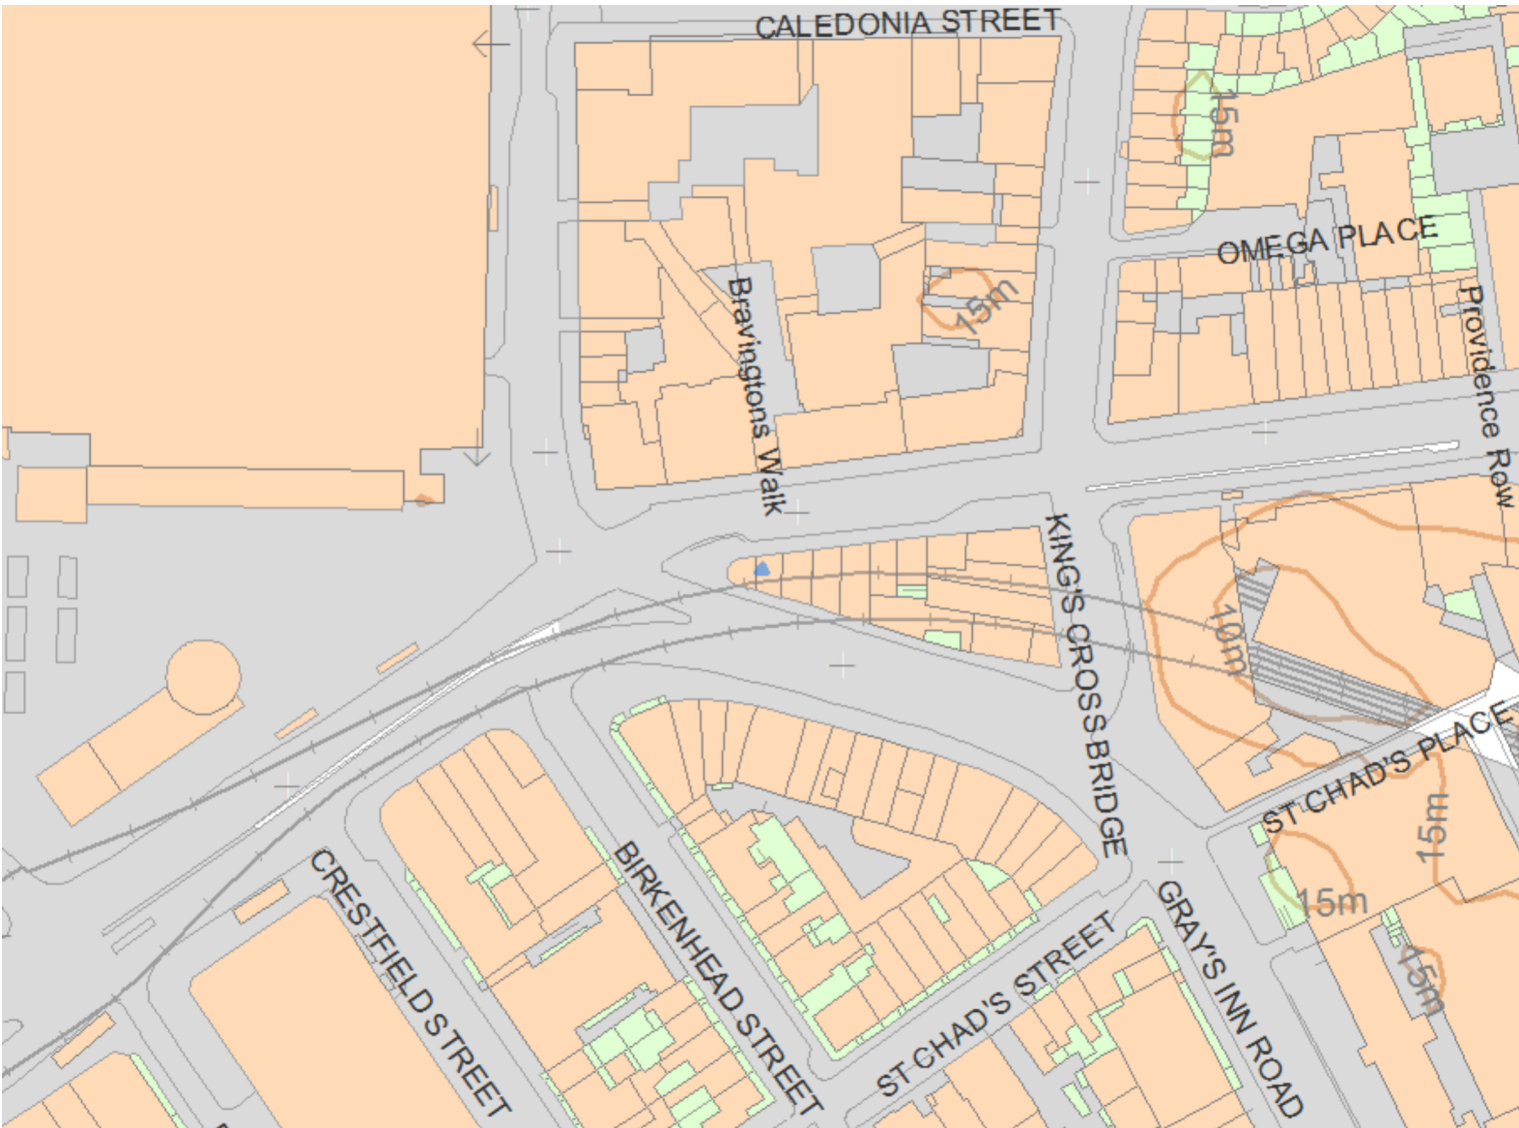 CALEDONIA STREET
15m
OMEGA PLACE
Bravingtons Walk
15m
Providence Row
KING'S CROSS BRIDGE
10m
ST CHAD'S PLACE
15m
CRESTFIELD STREET
BIRKENHEAD STREET
GRAY'S INN ROAD
15m
ST CHAD'S STREET
15m